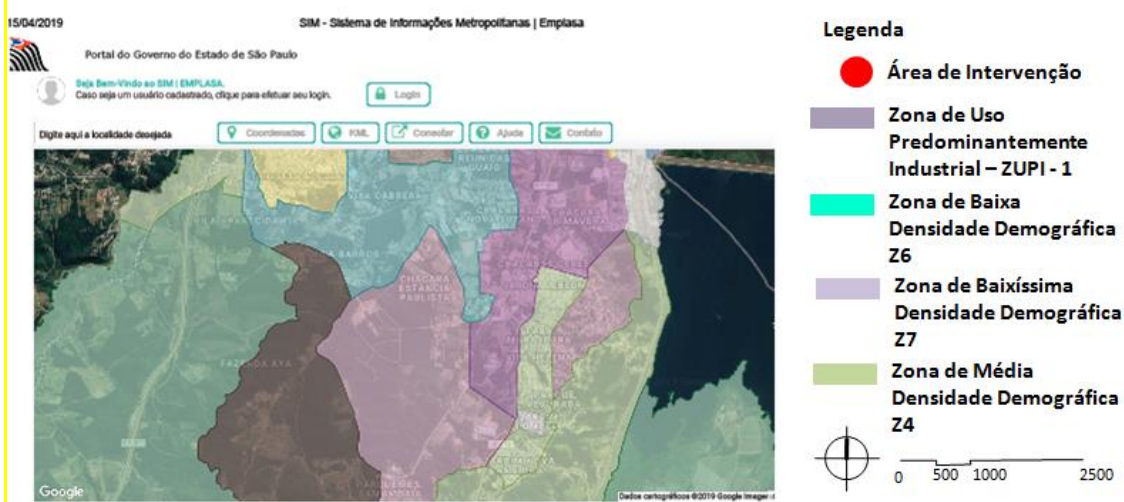 15/04/2019
SIM - Sistema de Informações Metropolitanas | Emplasa
Portal do Governo do Estado de São Paulo
Seja Bem-Vindo ao SIM | EMPLASA.
Caso seja um usuário cadastrado, clique para efetuar seu login.
Login
Digite aqui a localidade desejada
Coordenadas
KML
Consultar
Ajuda
Contato
VILA BARROS
CHÁCARA
ESTÂNCIA
PAULISTA
FAZENDA AYA
Google
Dados cartográficos ©2019 Google Imager
Legenda
Área de Intervenção
Zona de Uso
Predominantemente
Industrial – ZUPI - 1
Zona de Baixa
Densidade Demográfica
Z6
Zona de Baixíssima
Densidade Demográfica
Z7
Zona de Média
Densidade Demográfica
Z4
0 500 1000 2500